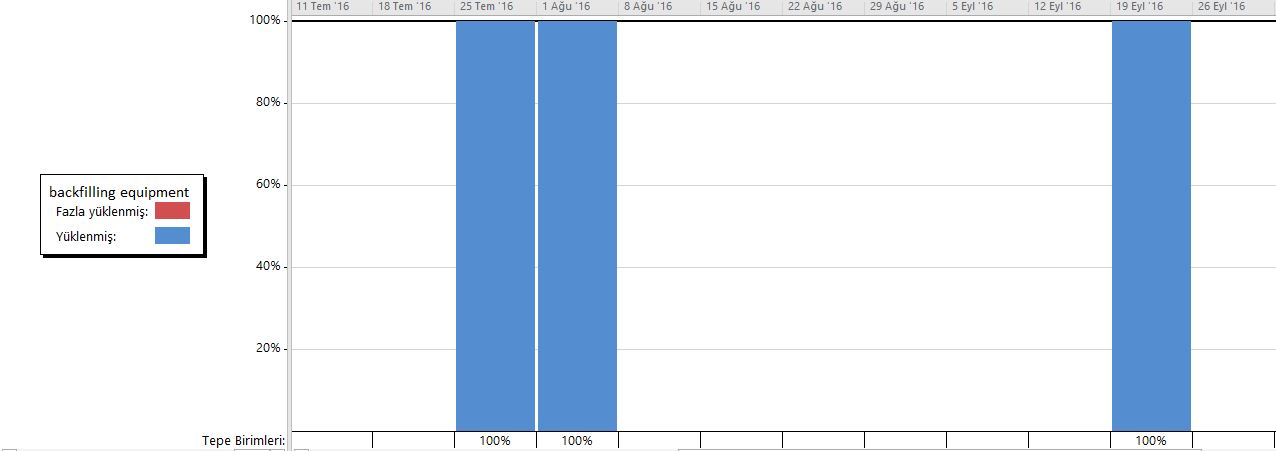 11 Tem '16 18 Tem '16 25 Tem '16 1 Ağu '16 8 Ağu '16 15 Ağu '16 22 Ağu '16 29 Ağu '16 5 Eyl '16 12 Eyl '16 19 Eyl '16 26 Eyl '16
100%
80%
60%
backfilling equipment
Fazla yüklenmiş:
Yüklenmiş:
40%
20%
Tepe Birimleri: 100% 100% 100%